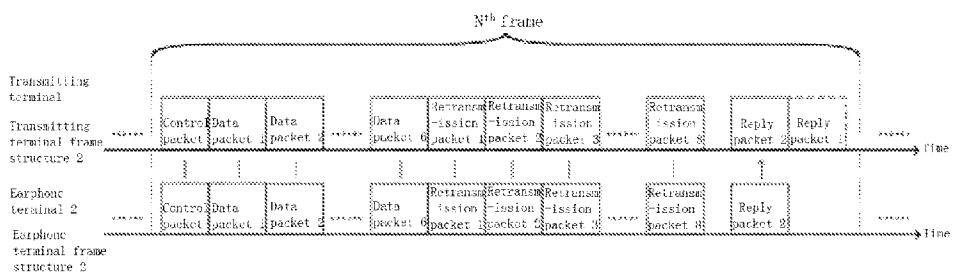 Nth frame
Transmitting
terminal
Transmitting
terminal frame
structure 2
Control
packet
Data
packet 1
Data
packet 2
Data
packet 6
Retransm
-ission
packet 1
Retransm
-ission
packet 2
Retransm
-ission
packet 3
Retransm
-ission
packet 8
Reply
packet 2
Reply
packet 1
Time
Earphone
terminal 2
Earphone
terminal frame
structure 2
Control
packet
Data
packet 1
Data
packet 2
Data
packet 6
Retransm
-ission
packet 1
Retransm
-ission
packet 2
Retransm
-ission
packet 3
Retransm
-ission
packet 8
Reply
packet 2
Time